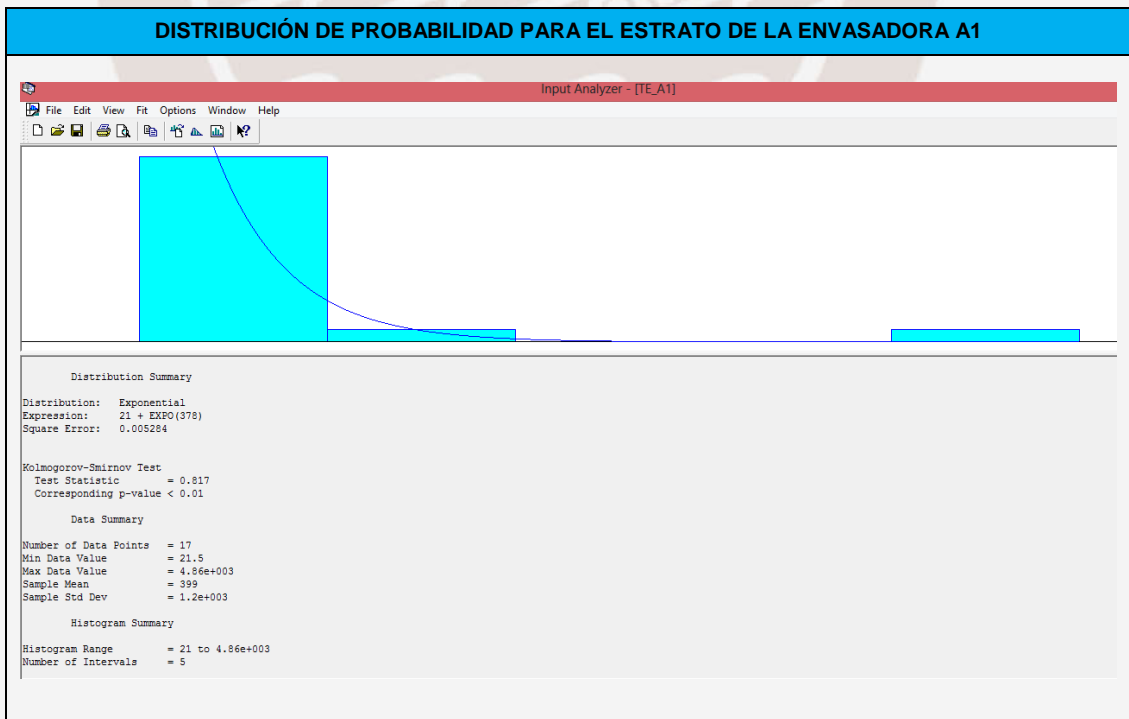 DISTRIBUCIÓN DE PROBABILIDAD PARA EL ESTRATO DE LA ENVASADORA A1
Input Analyzer - [TE_A1]
File Edit View Fit Options Window Help
Distribution Summary
Distribution: Exponential
Expression: 21 + EXPO(378)
Square Error: 0.005284
Kolmogorov-Smirnov Test
Test Statistic = 0.817
Corresponding p-value < 0.01
Data Summary
Number of Data Points = 17
Min Data Value = 21.5
Max Data Value = 4.86e+003
Sample Mean = 399
Sample Std Dev = 1.2e+003
Histogram Summary
Histogram Range = 21 to 4.86e+003
Number of Intervals = 5